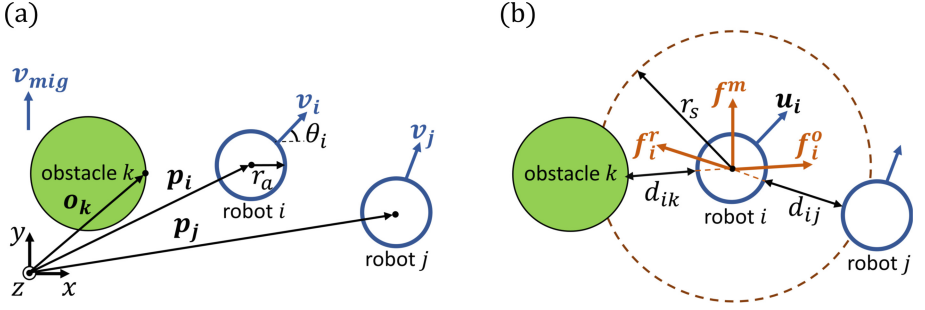 (a)
v_mig
v_i
θ_i
v_j
obstacle k
p_i
r_a
o_k
robot i
p_j
y
robot j
z
x
(b)
r_s
f^m
u_i
f_i^r
f_i^o
obstacle k
d_ik
robot i
d_ij
robot j